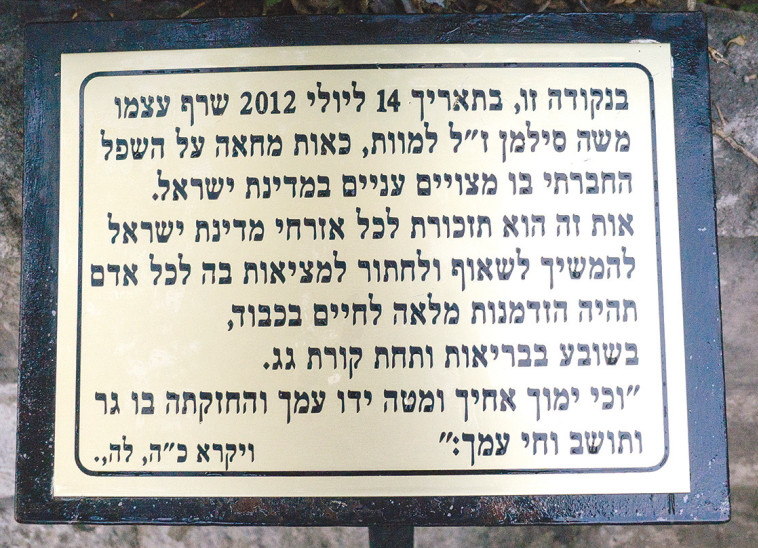 בנקודה זו, בתאריך 14 ליולי 2012 שרף עצמו
משה סילמן ז״ל למוות, כאות מחאה על השפל
החברתי בו מצויים עניים במדינת ישראל.
אות זה הוא תזכורת לכל אזרחי מדינת ישראל
להמשיך לשאוף ולחתור למציאות בה לכל אדם
תהיה הזדמנות מלאה לחיים בכבוד,
בשובע בבריאות ותחת קורת גג.
״וכי ימוך אחיך ומטה ידו עמך והחזקתה בו גר
ותושב וחי עמך:״ ויקרא כ״ה, לה,.